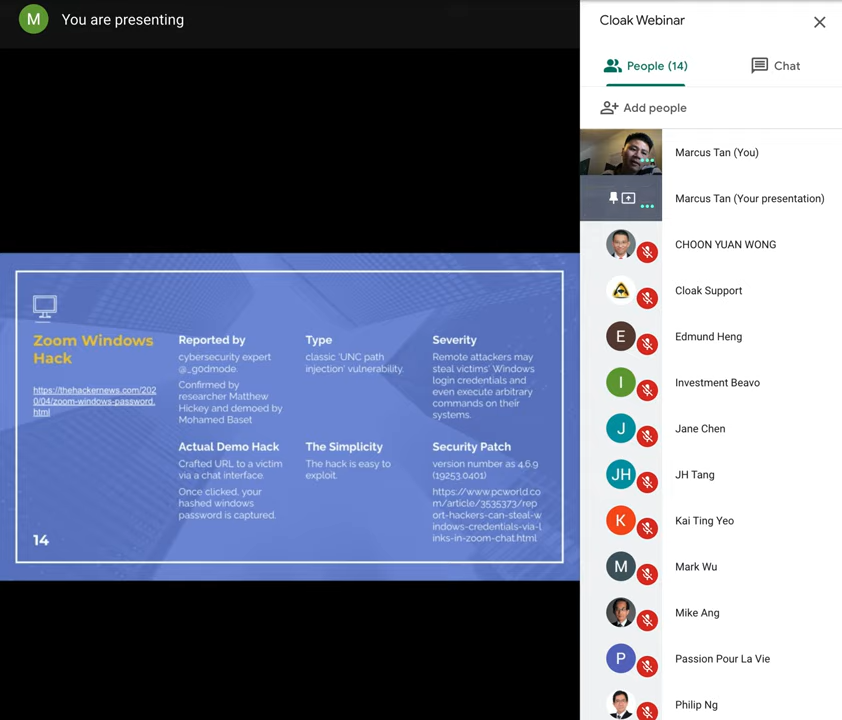 M
You are presenting
Cloak Webinar
People (14)
Chat
Add people
Marcus Tan (You)
Marcus Tan (Your presentation)
CHOON YUAN WONG
Cloak Support
E
Edmund Heng
I
Investment Beavo
J
Jane Chen
JH
JH Tang
K
Kai Ting Yeo
M
Mark Wu
Mike Ang
P
Passion Pour La Vie
Philip Ng
Zoom Windows
Hack
https://thehackernews.com/202
0/04/zoom-windows-password.
html
Reported by
cybersecurity expert
@_g0dmode.
Confirmed by
researcher Matthew
Hickey and demoed by
Mohamed Baset
Type
classic 'UNC path
injection' vulnerability.
Severity
Remote attackers may
steal victims' Windows
login credentials and
even execute arbitrary
commands on their
systems.
Actual Demo Hack
Crafted URL to a victim
via a chat interface.
Once clicked, your
hashed windows
password is captured.
The Simplicity
The hack is easy to
exploit.
Security Patch
version number as 4.6.9
(19253.0401)
https://www.pcworld.co
m/article/3535373/rep
ort-hackers-can-steal-w
indows-credentials-via-l
inks-in-zoom-chat.html
14